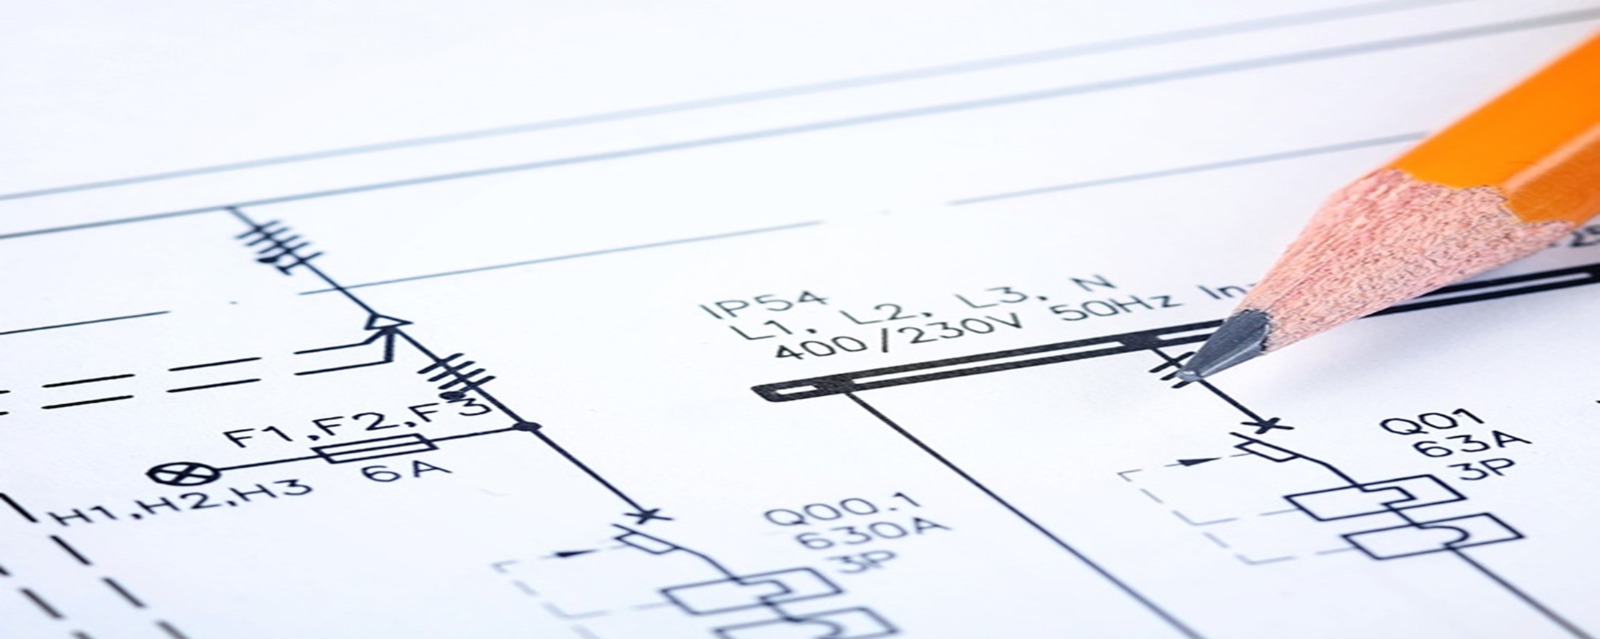 IP54
L1, L2, L3, N
400/230V 50Hz In
F1,F2,F3
6A
H1,H2,H3
Q00.1
630A
3P
Q01
63A
3P